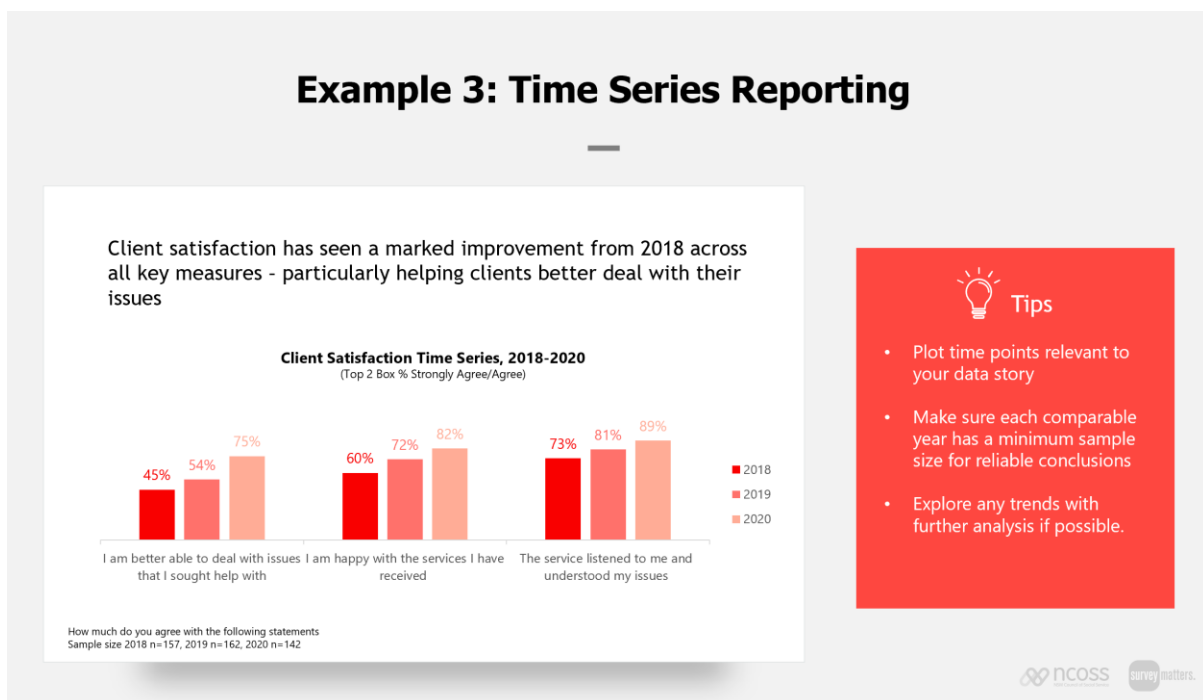 Example 3: Time Series Reporting
Client satisfaction has seen a marked improvement from 2018 across
all key measures – particularly helping clients better deal with their
issues
Client Satisfaction Time Series, 2018-2020
(Top 2 Box % Strongly Agree/Agree)
45%
54%
75%
60%
72%
82%
73%
81%
89%
2018
2019
2020
I am better able to deal with issues
that I sought help with
I am happy with the services I have
received
The service listened to me and
understood my issues
How much do you agree with the following statements
Sample size 2018 n=157, 2019 n=162, 2020 n=142
Tips
• Plot time points relevant to
your data story
• Make sure each comparable
year has a minimum sample
size for reliable conclusions
• Explore any trends with
further analysis if possible.
ncoss
survey matters.